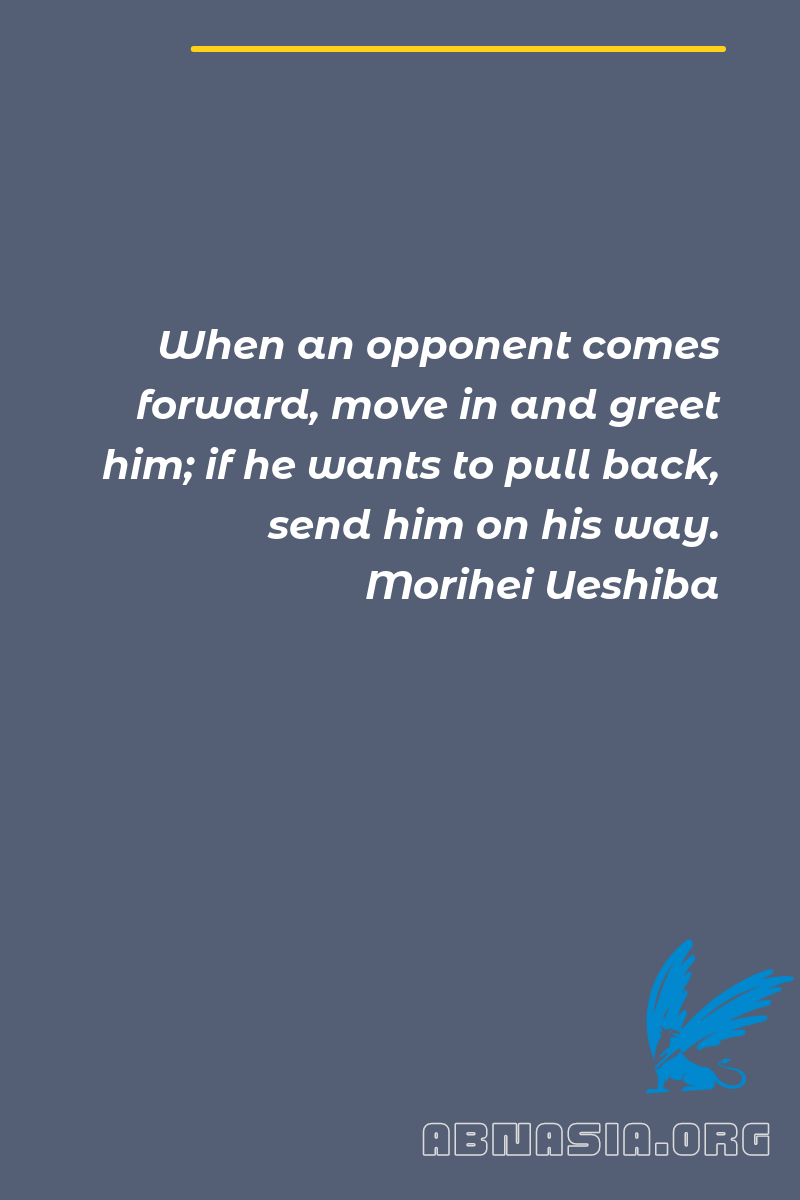 When an opponent comes
forward, move in and greet
him; if he wants to pull back,
send him on his way.
Morihei Ueshiba
ABNASIA.ORG